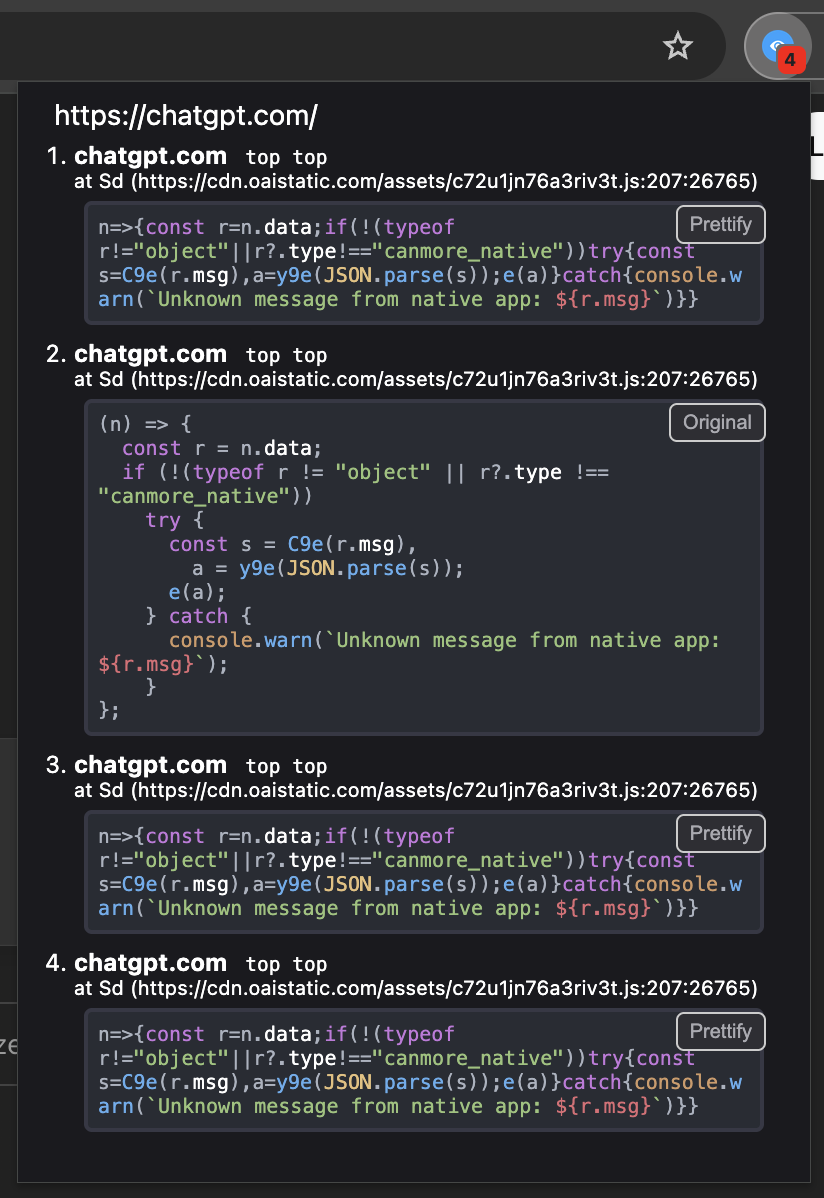 4
https://chatgpt.com/
1. chatgpt.com top top
at Sd (https://cdn.oaistatic.com/assets/c72u1jn76a3riv3t.js:207:26765)
Prettify
n=>{const r=n.data;if(!(typeof
r!="object"||r?.type!=="canmore_native"))try{const
s=C9e(r.msg),a=y9e(JSON.parse(s));e(a)}catch{console.w
arn(`Unknown message from native app: ${r.msg}`)}}
2. chatgpt.com top top
at Sd (https://cdn.oaistatic.com/assets/c72u1jn76a3riv3t.js:207:26765)
Original
(n) => {
  const r = n.data;
  if (!(typeof r != "object" || r?.type !==
"canmore_native"))
    try {
      const s = C9e(r.msg),
        a = y9e(JSON.parse(s));
      e(a);
    } catch {
      console.warn(`Unknown message from native app:
${r.msg}`);
    }
};
3. chatgpt.com top top
at Sd (https://cdn.oaistatic.com/assets/c72u1jn76a3riv3t.js:207:26765)
Prettify
n=>{const r=n.data;if(!(typeof
r!="object"||r?.type!=="canmore_native"))try{const
s=C9e(r.msg),a=y9e(JSON.parse(s));e(a)}catch{console.w
arn(`Unknown message from native app: ${r.msg}`)}}
4. chatgpt.com top top
at Sd (https://cdn.oaistatic.com/assets/c72u1jn76a3riv3t.js:207:26765)
Prettify
n=>{const r=n.data;if(!(typeof
r!="object"||r?.type!=="canmore_native"))try{const
s=C9e(r.msg),a=y9e(JSON.parse(s));e(a)}catch{console.w
arn(`Unknown message from native app: ${r.msg}`)}}